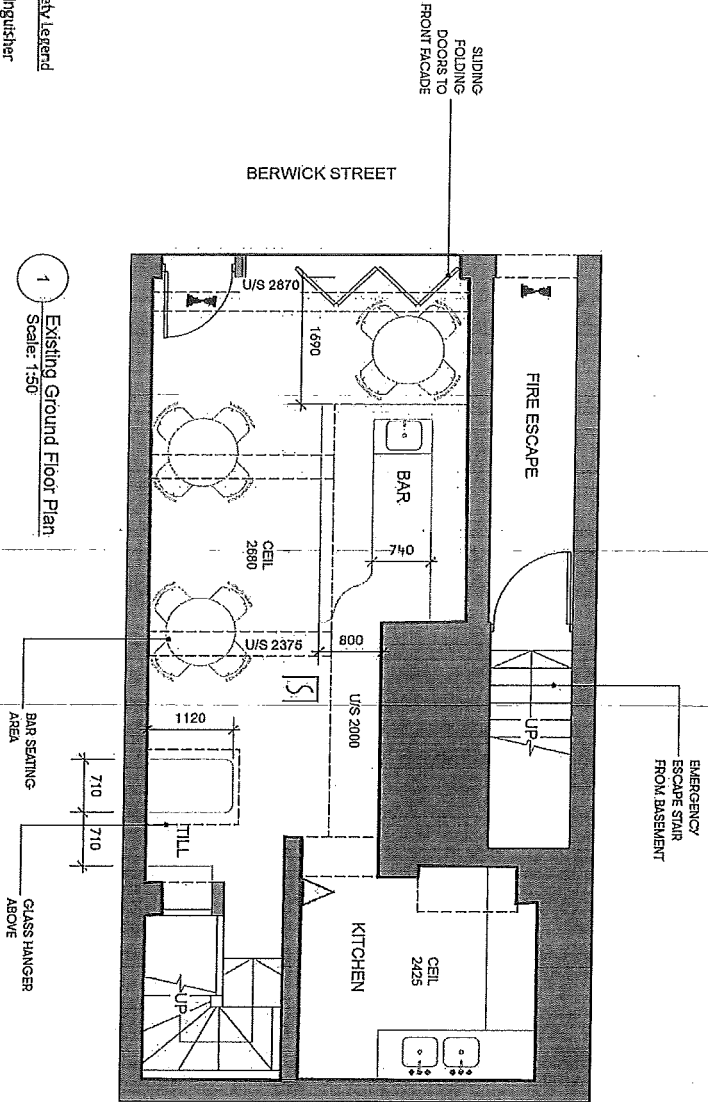 EMERGENCY
ESCAPE STAIR
FROM BASEMENT
FIRE ESCAPE
UP
SLIDING
FOLDING
DOORS TO
FRONT FACADE
BERWICK STREET
U/S 2870
1690
BAR
740
CEIL
2680
U/S 2375
800
U/S 2000
S
1120
TILL
710
710
KITCHEN
CEIL
2425
UP
BAR SEATING
AREA
GLASS HANGER
ABOVE
1
Existing Ground Floor Plan
Scale: 1:50
Legend